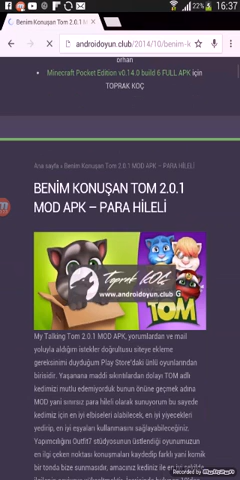 22% 16:37
Benim Konuşan Tom 2.0.1 M
androidoyun.club/2014/10/benim-k
orhan
Minecraft Pocket Edition v0.14.0 build 6 FULL APK için
TOPRAK KOÇ
Ana sayfa » Benim Konuşan Tom 2.0.1 MOD APK – PARA HİLELİ
BENİM KONUŞAN TOM 2.0.1
MOD APK – PARA HİLELİ
Toprak KOÇ
www.androidoyun.club G
TOM
My Talking Tom 2.0.1 MOD APK, yorumlardan ve mail
yoluyla aldığım istekler doğrultusu siteye ekleme
gereksinimi duyduğum Play Store'daki ünlü oyunlarından
birisidir. Yaşanana maddi sıkıntılardan dolayı TOM adlı
kedimizi mutlu edemiyorduk bunun önüne geçmek adına
MOD yani sınırsız para hileli olarak sunuyorum bu sayede
kedimiz için en iyi elbiseleri alabilecek, en iyi yiyecekleri
yedirip, en iyi eşyaları kullanmasını sağlayabileceğiniz.
Yapımcılığını Outfit7 stüdyosunun üstlendiği oyunumuzun
en ilgi çeken noktası konuşmaları kaydedip farklı yani komik
bir tonda bize sunmasıdır, amacınız kediniz ile en iyi şekilde
Recorded by